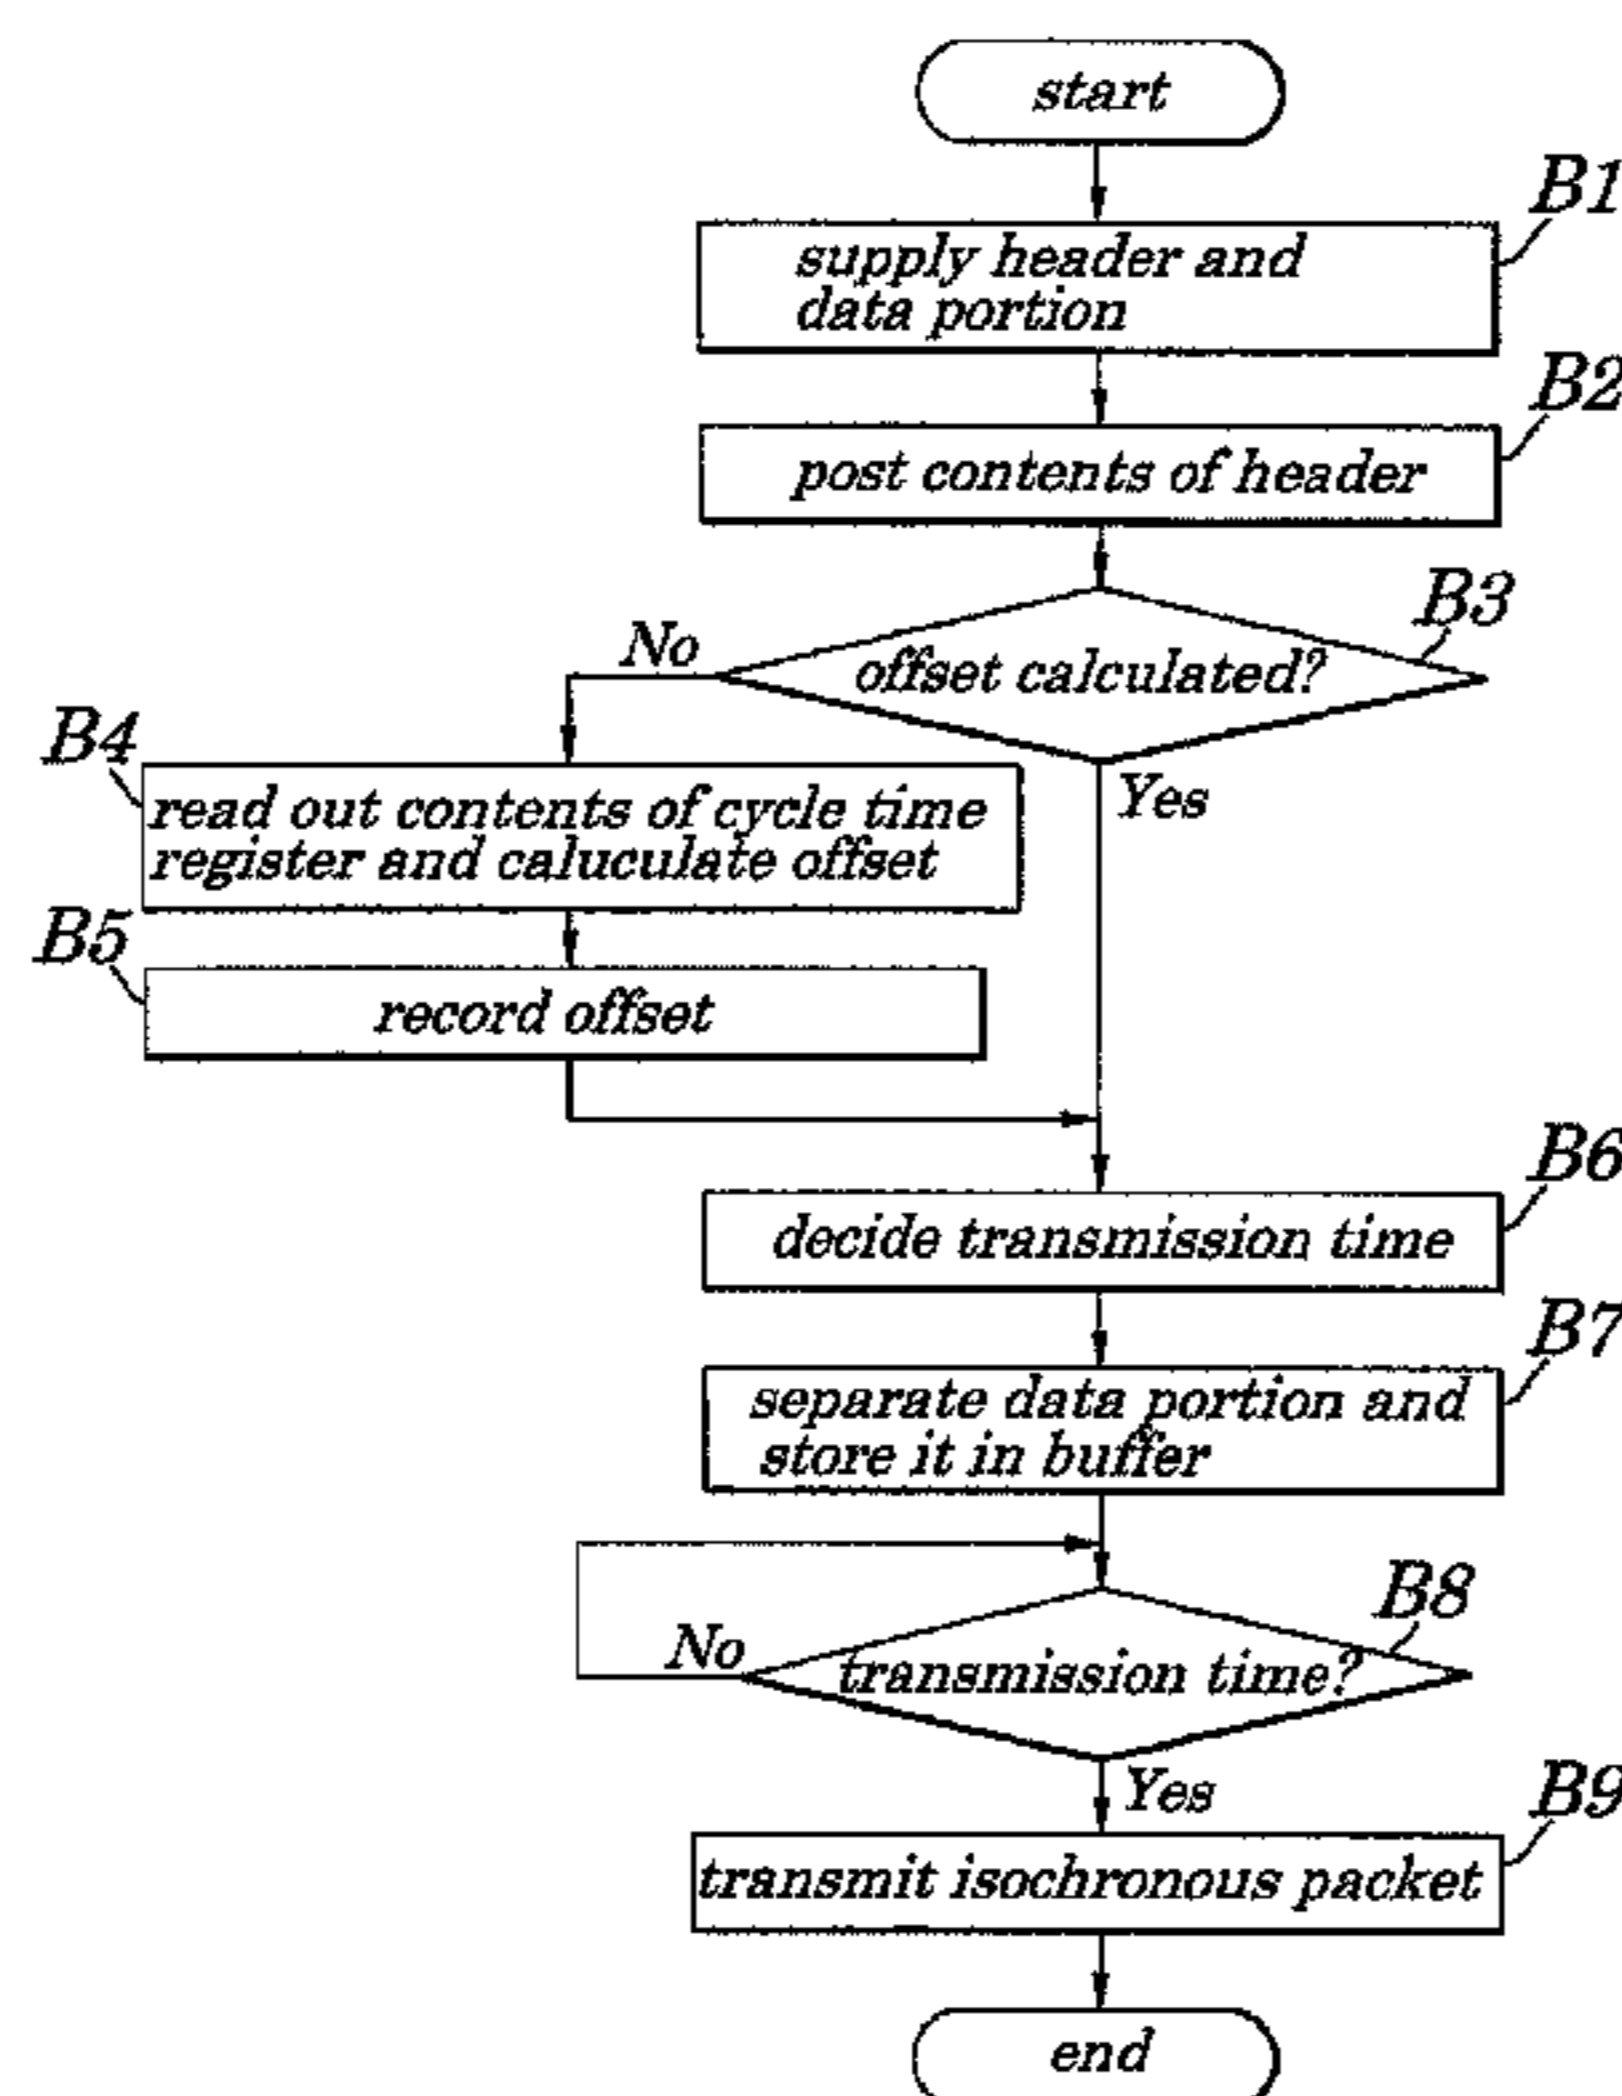 start
B1
supply header and
data portion
B2
post contents of header
B3
No
offset calculated?
Yes
B4
read out contents of cycle time
register and caluculate offset
B5
record offset
B6
decide transmission time
B7
separate data portion and
store it in buffer
B8
No
transmission time?
Yes
B9
transmit isochronous packet
end